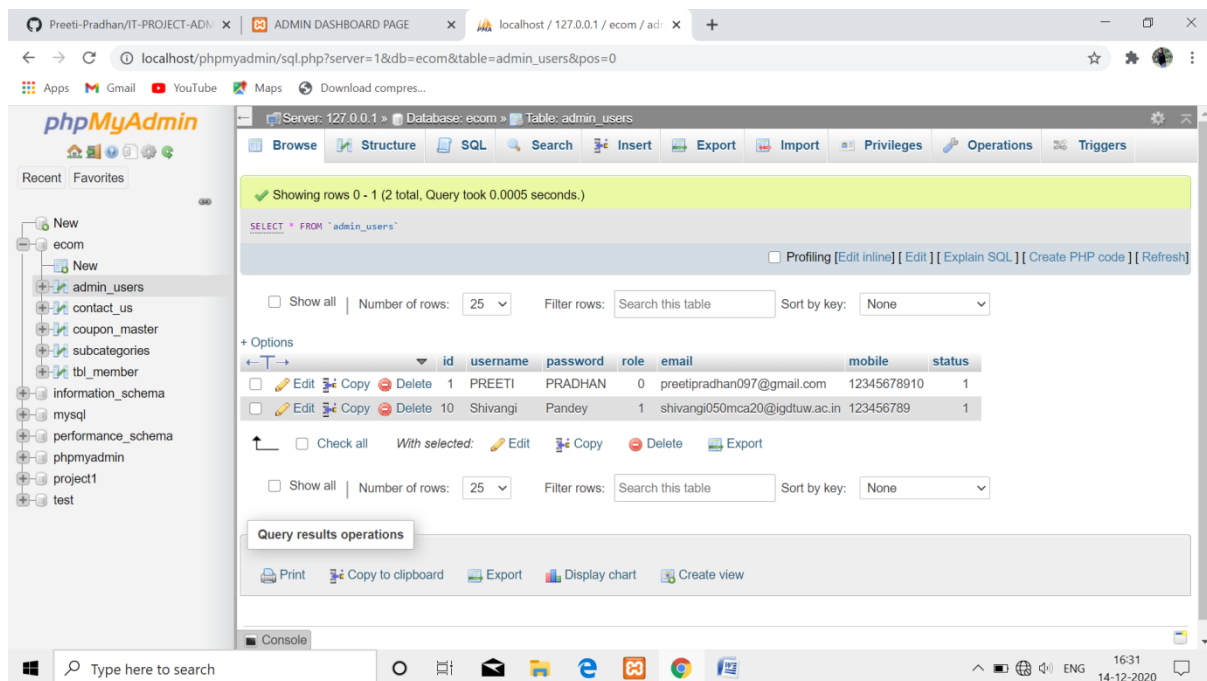 Preeti-Pradhan/IT-PROJECT-ADM ADMIN DASHBOARD PAGE localhost / 127.0.0.1 / ecom / adm
localhost/phpmyadmin/sql.php?server=1&db=ecom&table=admin_users&pos=0
Apps Gmail YouTube Maps Download compres...
phpMyAdmin
Recent Favorites
New
ecom
New
admin_users
contact_us
coupon_master
subcategories
tbl_member
information_schema
mysql
performance_schema
phpmyadmin
project1
test
Server: 127.0.0.1 » Database: ecom » Table: admin_users
Browse Structure SQL Search Insert Export Import Privileges Operations Triggers
Showing rows 0 - 1 (2 total, Query took 0.0005 seconds.)
SELECT * FROM `admin_users`
Profiling [Edit inline] [ Edit ] [ Explain SQL ] [ Create PHP code ] [ Refresh]
Show all | Number of rows: 25 Filter rows: Search this table Sort by key: None
+ Options
id username password role email mobile status
Edit Copy Delete 1 PREETI PRADHAN 0 preetipradhan097@gmail.com 12345678910 1
Edit Copy Delete 10 Shivangi Pandey 1 shivangi050mca20@igdtuw.ac.in 123456789 1
Check all With selected: Edit Copy Delete Export
Show all | Number of rows: 25 Filter rows: Search this table Sort by key: None
Query results operations
Print Copy to clipboard Export Display chart Create view
Console
Type here to search
ENG
16:31
14-12-2020